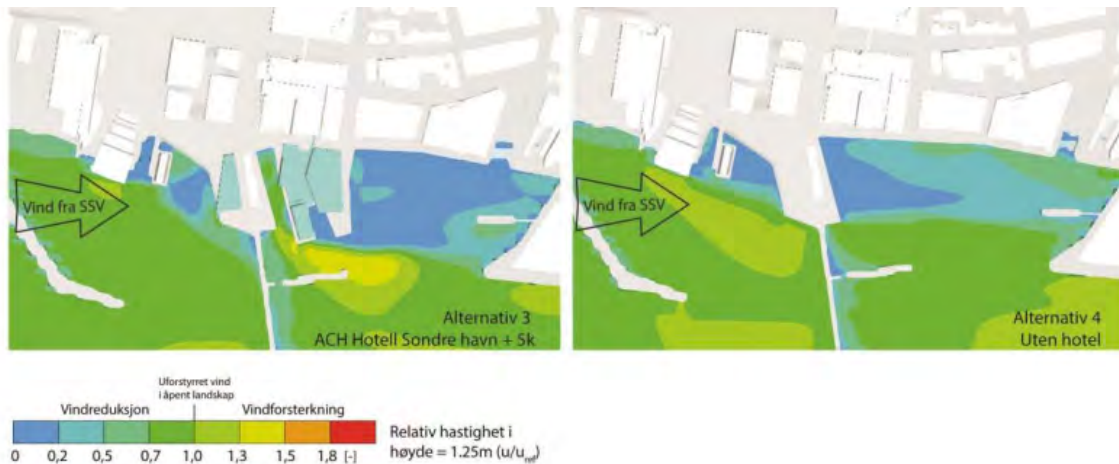 Vind fra SSV
Alternativ 3
ACH Hotell Sondre havn + 5k
Vind fra SSV
Alternativ 4
Uten hotel
Uforstyrret vind
i åpent landskap
Vindreduksjon
Vindforsterkning
0 0,2 0,5 0,7 1,0 1,3 1,5 1,8 [-]
Relativ hastighet i
høyde = 1.25m (u/u_ref)